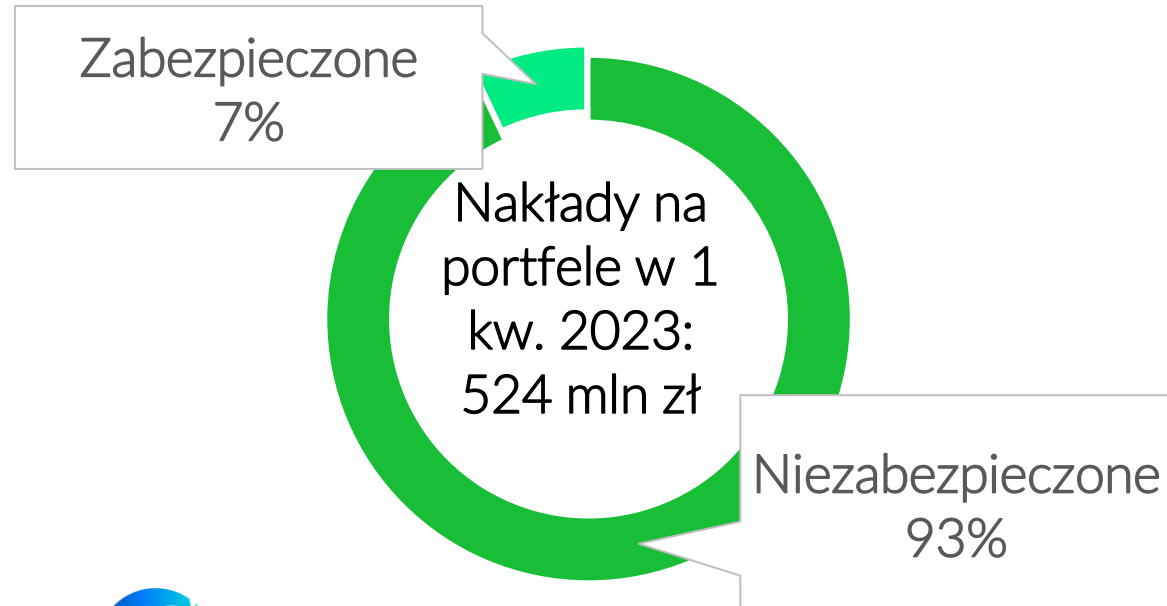 Zabezpieczone
7%
Nakłady na
portfele w 1
kw. 2023:
524 mln zł
Niezabezpieczone
93%